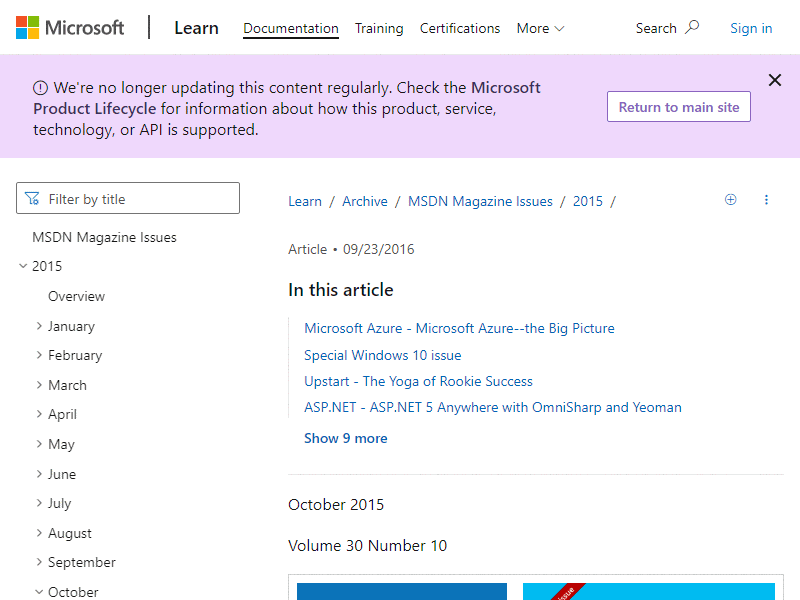 Microsoft
Learn
Documentation
Training
Certifications
More
Search
Sign in
We're no longer updating this content regularly. Check the Microsoft
Product Lifecycle for information about how this product, service,
technology, or API is supported.
Return to main site
Filter by title
MSDN Magazine Issues
2015
Overview
January
February
March
April
May
June
July
August
September
October
Learn / Archive / MSDN Magazine Issues / 2015 /
Article • 09/23/2016
In this article
Microsoft Azure - Microsoft Azure--the Big Picture
Special Windows 10 issue
Upstart - The Yoga of Rookie Success
ASP.NET - ASP.NET 5 Anywhere with OmniSharp and Yeoman
Show 9 more
October 2015
Volume 30 Number 10